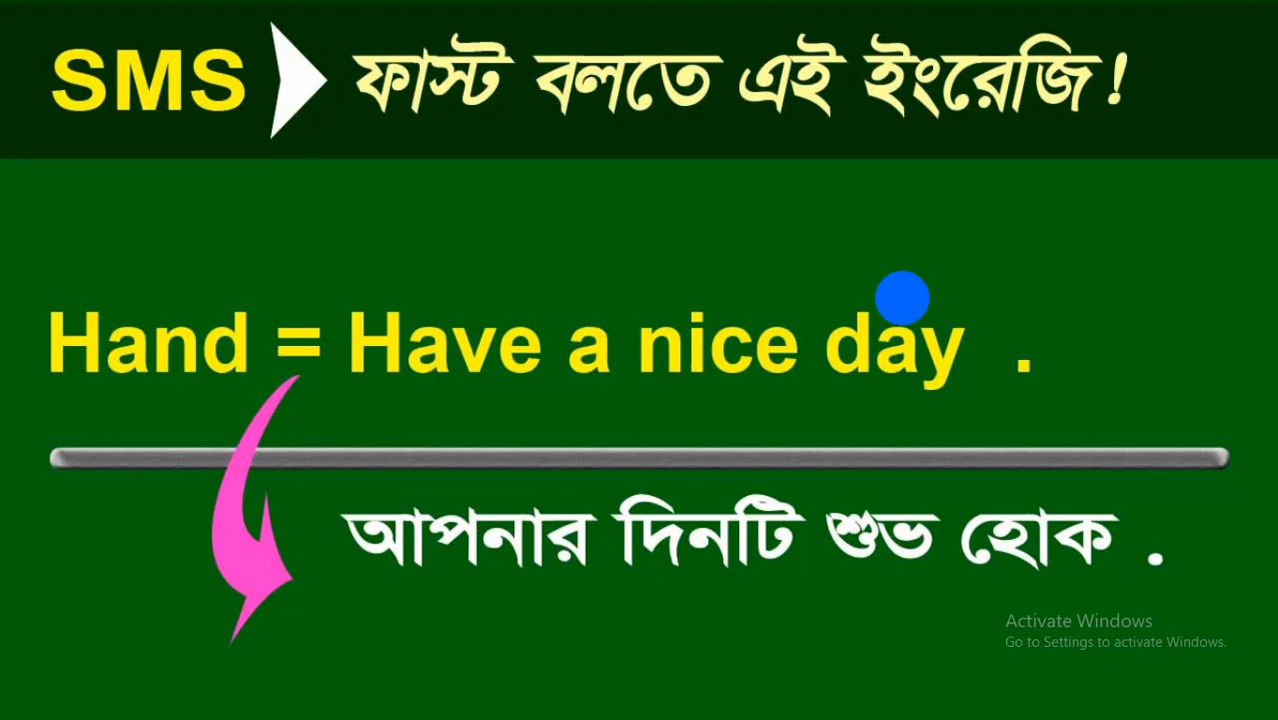 SMS ফাস্ট বলতে এই ইংরেজি!
Hand = Have a nice day .
আপনার দিনটি শুভ হোক .
Activate Windows
Go to Settings to activate Windows.